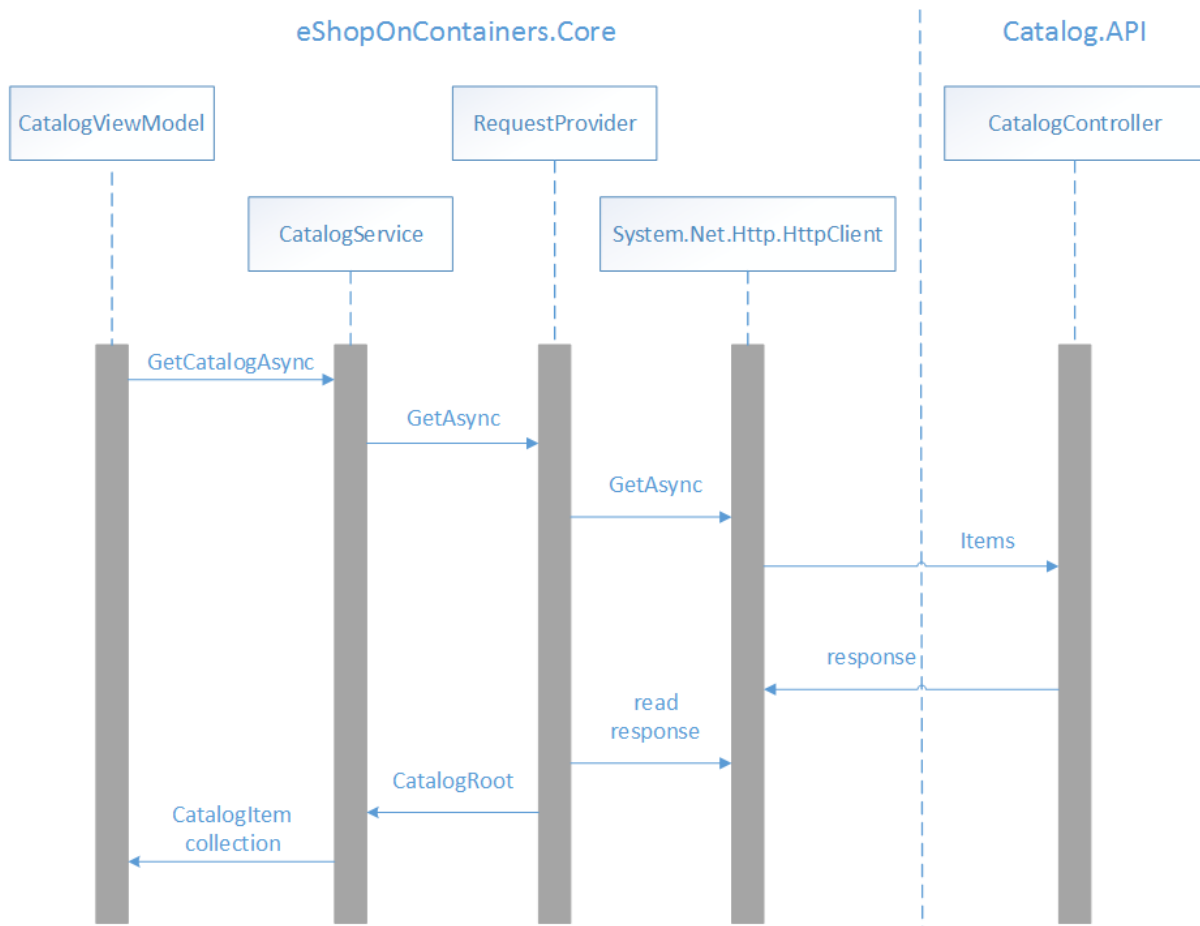 eShopOnContainers.Core
Catalog.API
CatalogViewModel
RequestProvider
CatalogController
CatalogService
System.Net.Http.HttpClient
GetCatalogAsync
GetAsync
GetAsync
Items
response
read
response
CatalogRoot
CatalogItem
collection